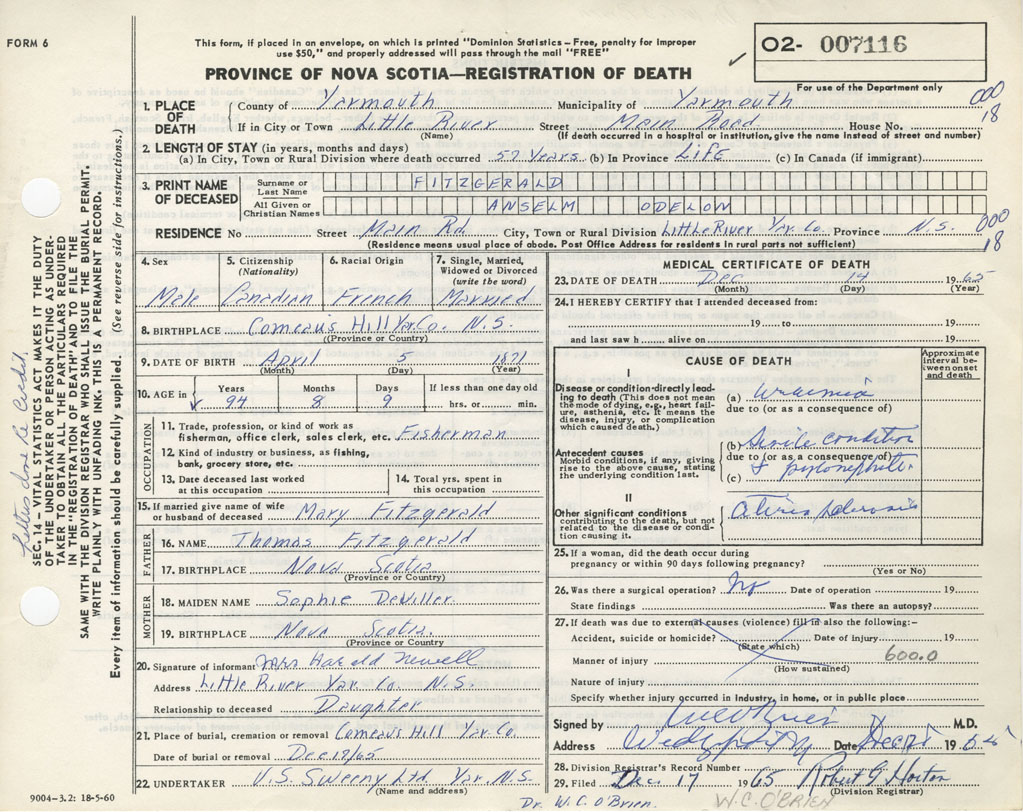 FORM 6
This form, if placed in an envelope, on which is printed "Dominion Statistics – Free, penalty for improper
use $50," and properly addressed will pass through the mail "FREE"
PROVINCE OF NOVA SCOTIA—REGISTRATION OF DEATH
02- 007116
For use of the Department only
1. PLACE OF DEATH
County of Yarmouth Municipality of Yarmouth 000
If in City or Town Little River Street Main Road House No. 18
(Name) (If death occurred in a hospital or institution, give the name instead of street and number)
2. LENGTH OF STAY (in years, months and days)
(a) In City, Town or Rural Division where death occurred 57 Years (b) In Province Life (c) In Canada (if immigrant)
3. PRINT NAME OF DECEASED
Surname or Last Name FITZGERALD
All Given or Christian Names ANSELM ODELON
RESIDENCE No Street Main Rd. City, Town or Rural Division Little River Yar. Co. Province N.S. 000
(Residence means usual place of abode. Post Office Address for residents in rural parts not sufficient) 18
4. Sex Male
5. Citizenship (Nationality) Canadian
6. Racial Origin French
7. Single, Married, Widowed or Divorced (write the word) Married
8. BIRTHPLACE Comeau's Hill Yar. Co. N.S.
(Province or Country)
9. DATE OF BIRTH April 5 1871
(Month) (Day) (Year)
10. AGE in Years 94 Months 8 Days 9 If less than one day old hrs. or min.
OCCUPATION
11. Trade, profession, or kind of work as
fisherman, office clerk, sales clerk, etc. Fisherman
12. Kind of industry or business, as fishing,
bank, grocery store, etc.
13. Date deceased last worked
at this occupation
14. Total yrs. spent in
this occupation
15. If married give name of wife
or husband of deceased Mary Fitzgerald
FATHER
16. NAME Thomas Fitzgerald
17. BIRTHPLACE Nova Scotia
(Province or Country)
MOTHER
18. MAIDEN NAME Sophie DeViller
19. BIRTHPLACE Nova Scotia
(Province or Country)
20. Signature of informant Mrs Harold Newell
Address Little River Yar. Co. N.S.
Relationship to deceased Daughter
21. Place of burial, cremation or removal Comeau's Hill Yar. Co.
Date of burial or removal Dec 17/65
22. UNDERTAKER V.S. Sweeny Ltd. Yar. N.S.
(Name and address)
9004-3.2: 18-5-60
MEDICAL CERTIFICATE OF DEATH
23. DATE OF DEATH Dec 14 1965
(Month) (Day) (Year)
24. I HEREBY CERTIFY that I attended deceased from:
19 to 19
and last saw h alive on 19
CAUSE OF DEATH
Approximate interval between onset and death
I
Disease or condition directly leading
to death (This does not mean
the mode of dying, e.g., heart failure,
asthenia, etc. It means the
disease, injury, or complication
which caused death.)
(a) Uraemia
due to (or as a consequence of)
Antecedent causes
Morbid conditions, if any, giving
rise to the above cause, stating
the underlying condition last.
(b) Senile condition
due to (or as a consequence of)
(c) & pylonephritis
II
Other significant conditions
contributing to the death, but not
related to the disease or condition
causing it.
25. If a woman, did the death occur during
pregnancy or within 90 days following pregnancy?
(Yes or No)
26. Was there a surgical operation? No Date of operation 19
State findings Was there an autopsy?
27. If death was due to external causes (violence) fill in also the following:–
Accident, suicide or homicide? Date of injury 19
(State which)
Manner of injury 600.0
(How sustained)
Nature of injury
Specify whether injury occurred in industry, in home, or in public place
Signed by W C O'Brien M.D.
Address Wedgeport Date Dec 1965
28. Division Registrar's Record Number
29. Filed Dec 17 1965 Robert G Horton
(Division Registrar)
Dr. W.C. O'Brien. W.C. O'BRIEN
SEC. 14 – VITAL STATISTICS ACT MAKES IT THE DUTY
OF THE UNDERTAKER OR PERSON ACTING AS UNDERTAKER
TO OBTAIN ALL THE PARTICULARS REQUIRED
IN THE "REGISTRATION OF DEATH" AND TO FILE THE
SAME WITH THE DIVISION REGISTRAR WHO SHALL ISSUE THE BURIAL PERMIT.
WRITE PLAINLY WITH UNFADING INK. THIS A PERMANENT RECORD.
Every item of information should be carefully supplied. (See reverse side for instructions.)